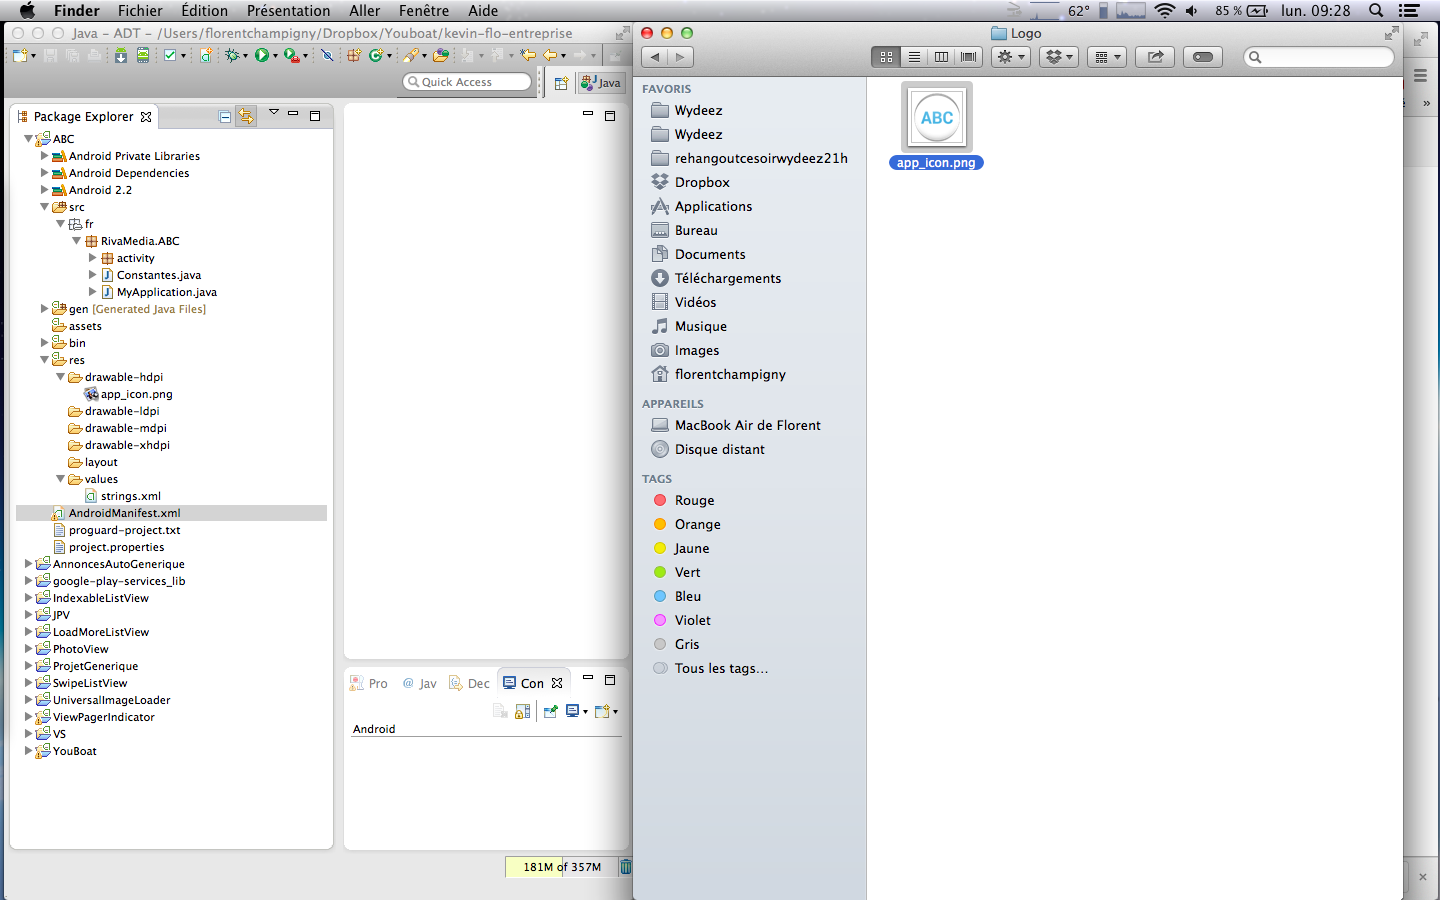 Finder Fichier Édition Présentation Aller Fenêtre Aide 62° 85 % lun. 09:28
Java – ADT – /Users/florentchampigny/Dropbox/Youboat/kevin-flo-entreprise
Quick Access
Java
Package Explorer
ABC
Android Private Libraries
Android Dependencies
Android 2.2
src
fr
RivaMedia.ABC
activity
Constantes.java
MyApplication.java
gen [Generated Java Files]
assets
bin
res
drawable-hdpi
app_icon.png
drawable-ldpi
drawable-mdpi
drawable-xhdpi
layout
values
strings.xml
AndroidManifest.xml
proguard-project.txt
project.properties
AnnoncesAutoGenerique
google-play-services_lib
IndexableListView
JPV
LoadMoreListView
PhotoView
ProjetGenerique
SwipeListView
UniversalImageLoader
ViewPagerIndicator
VS
YouBoat
Pro
Jav
Dec
Con
Android
181M of 357M
Logo
FAVORIS
Wydeez
Wydeez
rehangoutcesoirwydeez21h
Dropbox
Applications
Bureau
Documents
Téléchargements
Vidéos
Musique
Images
florentchampigny
APPAREILS
MacBook Air de Florent
Disque distant
TAGS
Rouge
Orange
Jaune
Vert
Bleu
Violet
Gris
Tous les tags...
ABC
app_icon.png